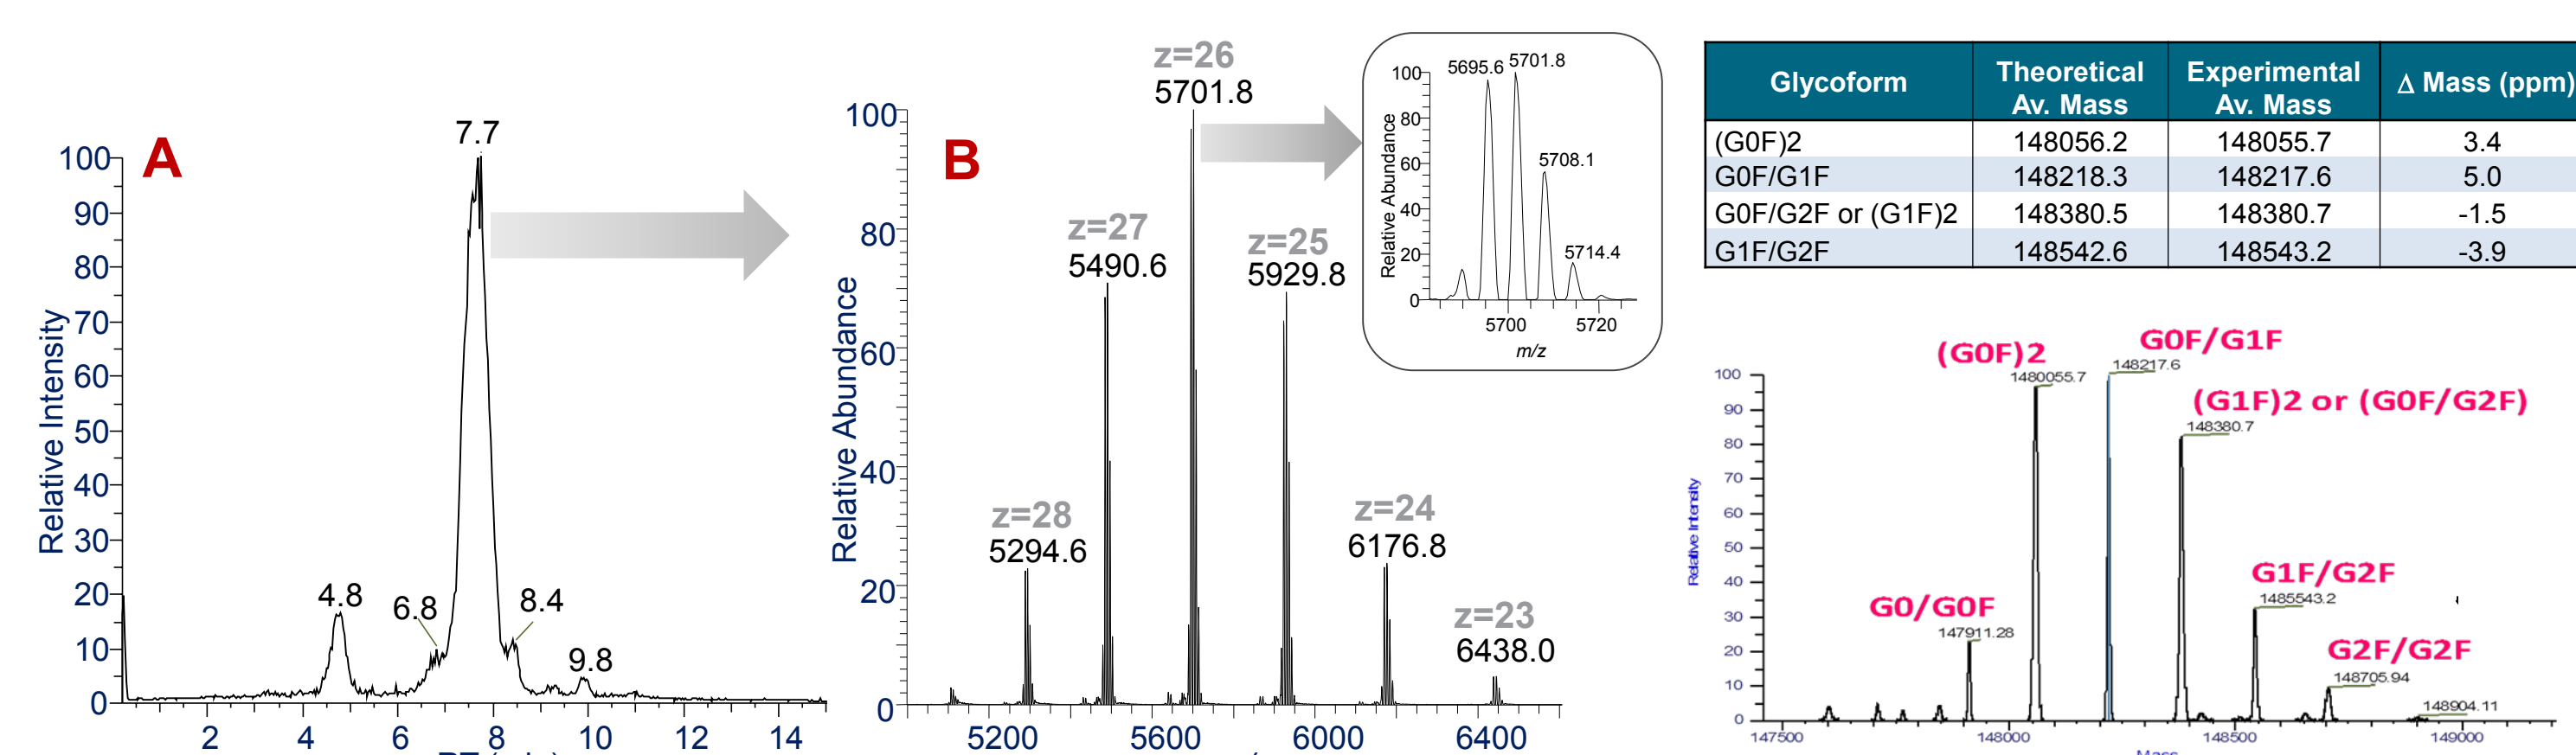 A
7.7
4.8
6.8
8.4
9.8
Relative Intensity
100
90
80
70
60
50
40
30
20
10
0
2 4 6 8 10 12 14
B
z=26
5701.8
z=27
5490.6
z=25
5929.8
z=28
5294.6
z=24
6176.8
z=23
6438.0
Relative Abundance
100
80
60
40
20
0
5200 5600 6000 6400
5695.6 5701.8
5708.1
5714.4
Relative Abundance
100
80
60
40
20
0
5700 5720
m/z
Glycoform Theoretical Av. Mass Experimental Av. Mass Δ Mass (ppm)
(G0F)2 148056.2 148055.7 3.4
G0F/G1F 148218.3 148217.6 5.0
G0F/G2F or (G1F)2 148380.5 148380.7 -1.5
G1F/G2F 148542.6 148543.2 -3.9
(G0F)2
1480055.7
G0F/G1F
148217.6
(G1F)2 or (G0F/G2F)
148380.7
G1F/G2F
1485543.2
G0/G0F
147911.28
G2F/G2F
148705.94
148904.11
Relative Intensity
100
90
80
70
60
50
40
30
20
10
0
147500 148000 148500 149000
Mass